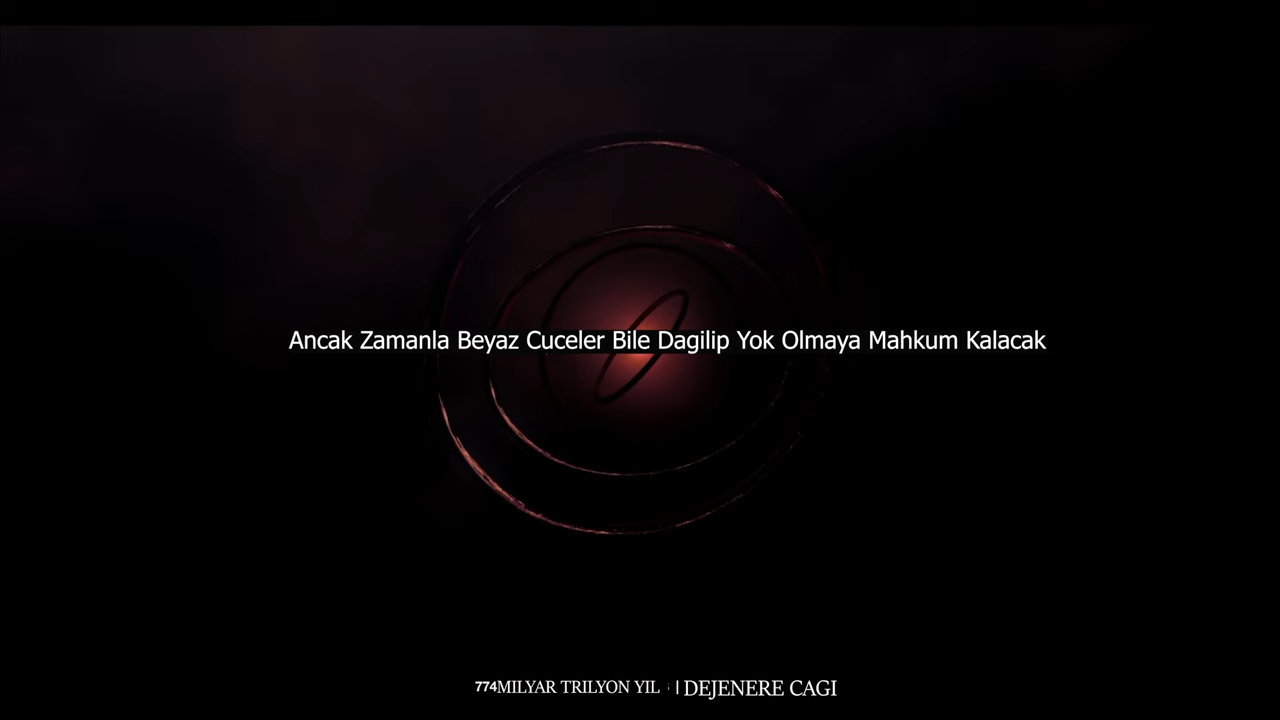 Ancak Zamanla Beyaz Cuceler Bile Dagilip Yok Olmaya Mahkum Kalacak
774MILYAR TRILYON YIL | DEJENERE CAGI